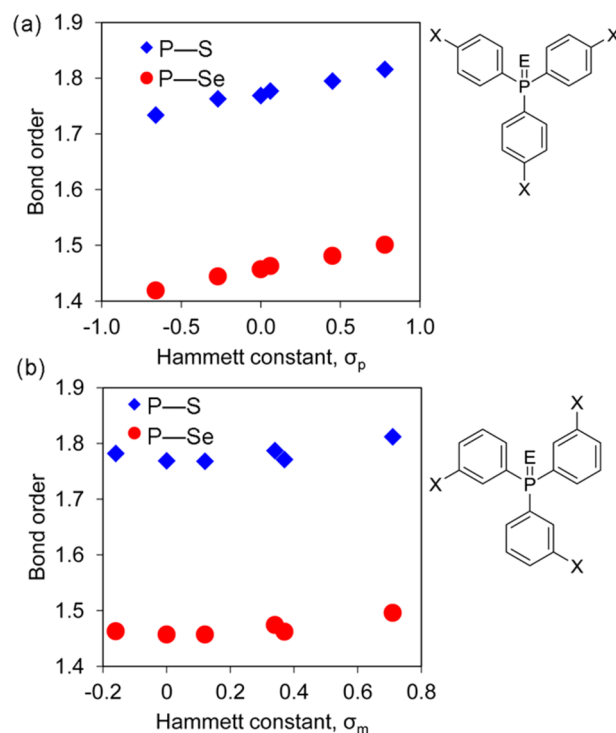 (a)
1.9
1.8
1.7
1.6
1.5
1.4
Bond order
P—S
P—Se
-1.0
-0.5
0.0
0.5
1.0
Hammett constant, σp
X
X
E
P
X
(b)
1.9
1.8
1.7
1.6
1.5
1.4
Bond order
P—S
P—Se
-0.2
0
0.2
0.4
0.6
0.8
Hammett constant, σm
X
E
P
X
X